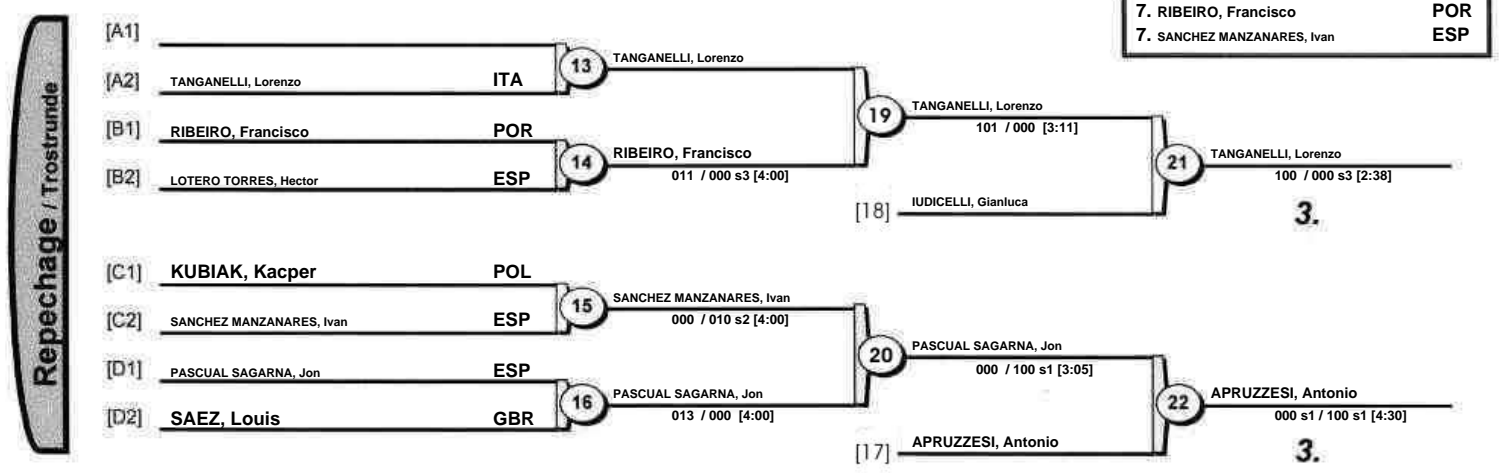 7. RIBEIRO, Francisco POR
7. SANCHEZ MANZANARES, Ivan ESP
Repechage / Trostrunde
[A1]
[A2] TANGANELLI, Lorenzo ITA
13
TANGANELLI, Lorenzo
[B1] RIBEIRO, Francisco POR
[B2] LOTERO TORRES, Hector ESP
14
RIBEIRO, Francisco
011 / 000 s3 [4:00]
19
TANGANELLI, Lorenzo
101 / 000 [3:11]
[18] IUDICELLI, Gianluca
21
TANGANELLI, Lorenzo
100 / 000 s3 [2:38]
3.
[C1] KUBIAK, Kacper POL
[C2] SANCHEZ MANZANARES, Ivan ESP
15
SANCHEZ MANZANARES, Ivan
000 / 010 s2 [4:00]
[D1] PASCUAL SAGARNA, Jon ESP
[D2] SAEZ, Louis GBR
16
PASCUAL SAGARNA, Jon
013 / 000 [4:00]
20
PASCUAL SAGARNA, Jon
000 / 100 s1 [3:05]
[17] APRUZZESI, Antonio
22
APRUZZESI, Antonio
000 s1 / 100 s1 [4:30]
3.